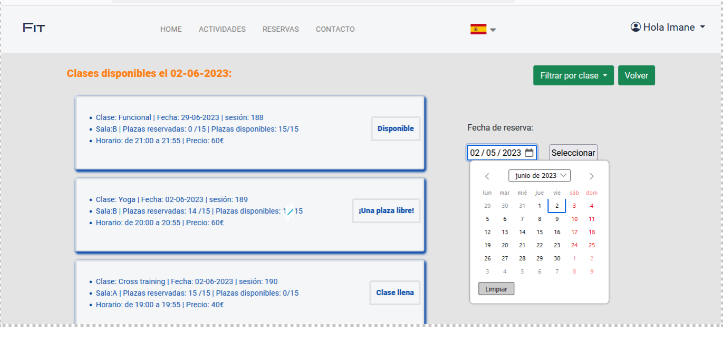 FIT
HOME ACTIVIDADES RESERVAS CONTACTO
Hola Imane
Clases disponibles el 02-06-2023:
Filtrar por clase
Volver
Clase: Funcional | Fecha: 29-06-2023 | sesión: 188
Sala:B | Plazas reservadas: 0 /15 | Plazas disponibles: 15/15
Horario: de 21:00 a 21:55 | Precio: 60€
Disponible
Clase: Yoga | Fecha: 02-06-2023 | sesión: 189
Sala:B | Plazas reservadas: 14 /15 | Plazas disponibles: 1/15
Horario: de 20:00 a 20:55 | Precio: 60€
¡Una plaza libre!
Clase: Cross training | Fecha: 02-06-2023 | sesión: 190
Sala:A | Plazas reservadas: 15 /15 | Plazas disponibles: 0/15
Horario: de 19:00 a 19:55 | Precio: 40€
Clase llena
Fecha de reserva:
02 / 05 / 2023
Seleccionar
junio de 2023
lun mar mié jue vie sáb dom
29 30 31 1 2 3 4
5 6 7 8 9 10 11
12 13 14 15 16 17 18
19 20 21 22 23 24 25
26 27 28 29 30 1 2
3 4 5 6 7 8 9
Limpiar